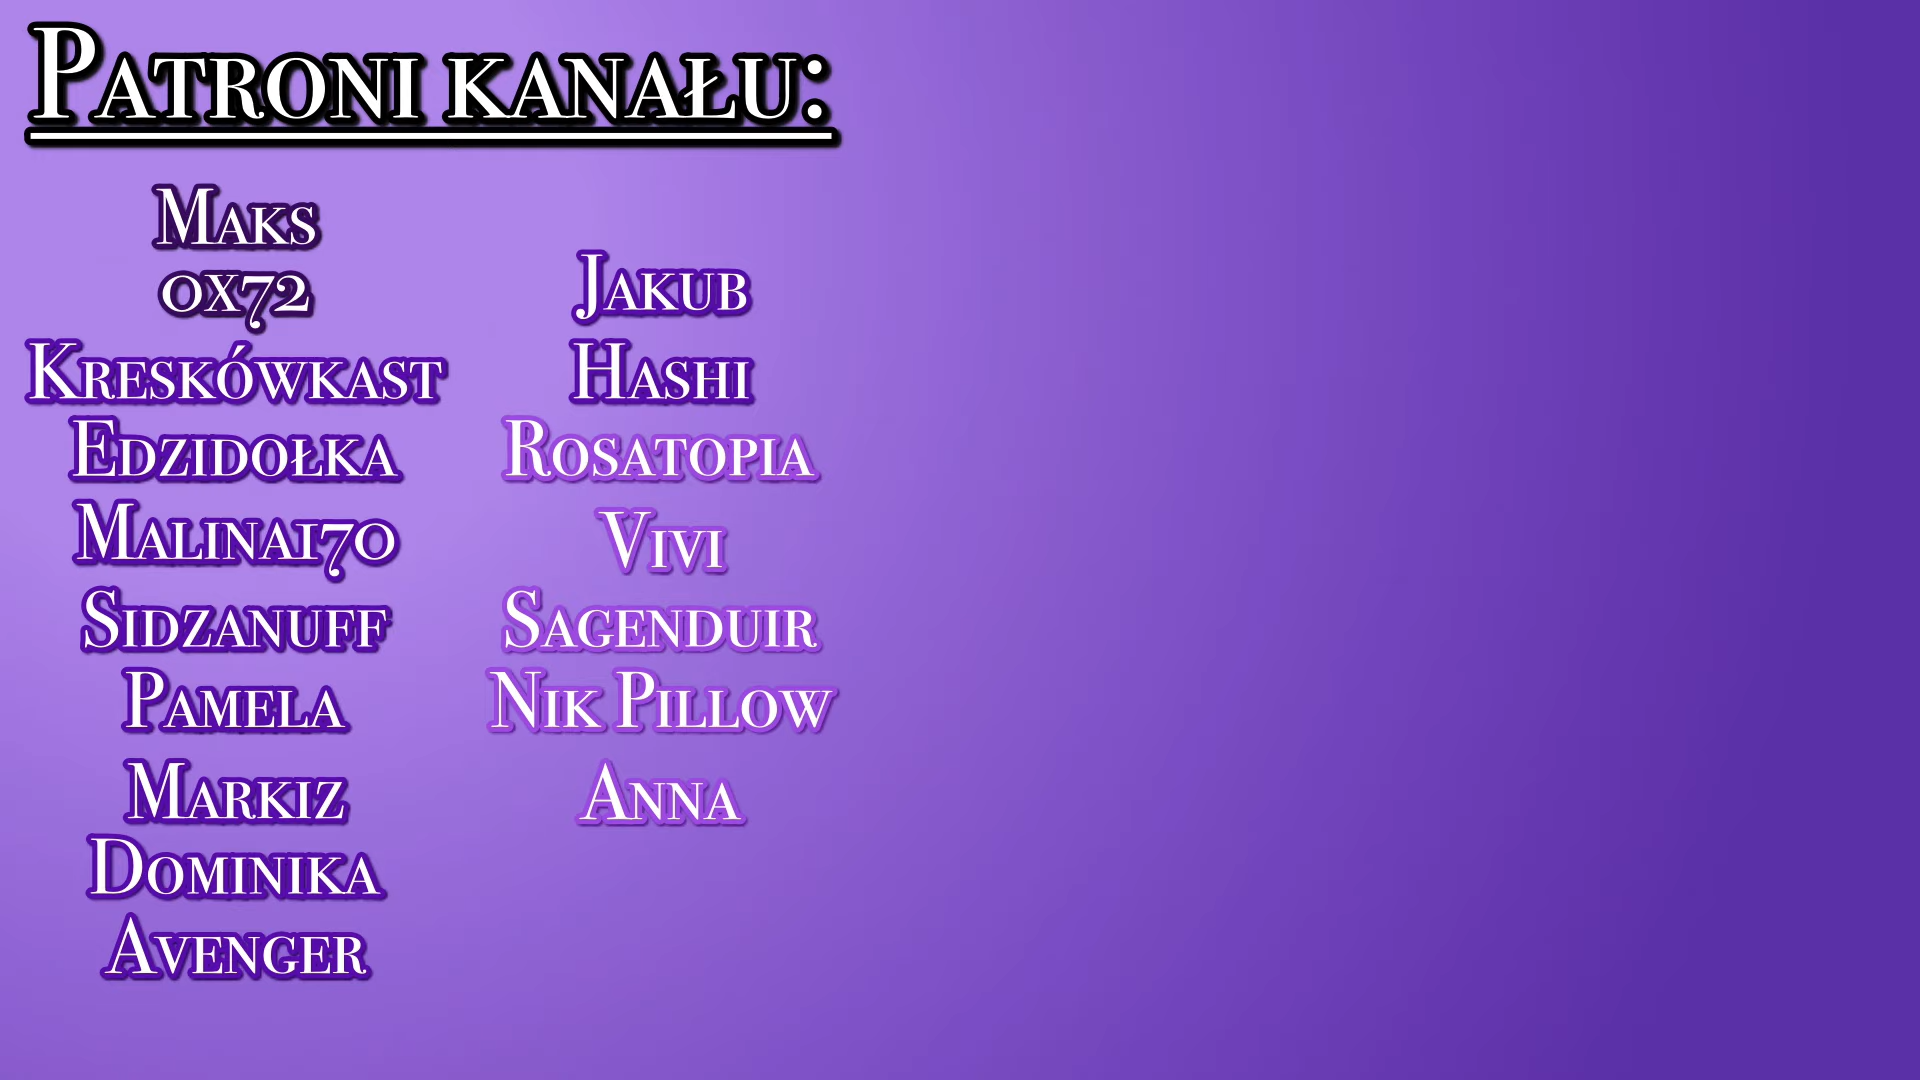 Patroni kanału:
Maks
0x72
Kreskówkast
Edzidołka
Malina170
Sidzanuff
Pamela
Markiz
Dominika
Avenger
Jakub
Hashi
Rosatopia
Vivi
Sagenduir
Nik Pillow
Anna